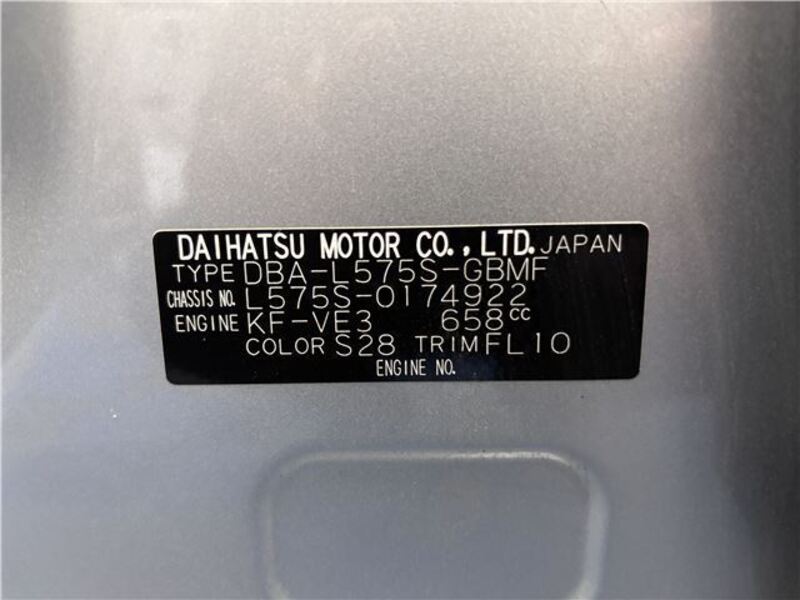 DAIHATSU MOTOR CO., LTD. JAPAN
TYPE DBA-L575S-GBMF
CHASSIS NO. L575S-0174922
ENGINE KF-VE3 658CC
COLOR S28 TRIM FL10
ENGINE NO.